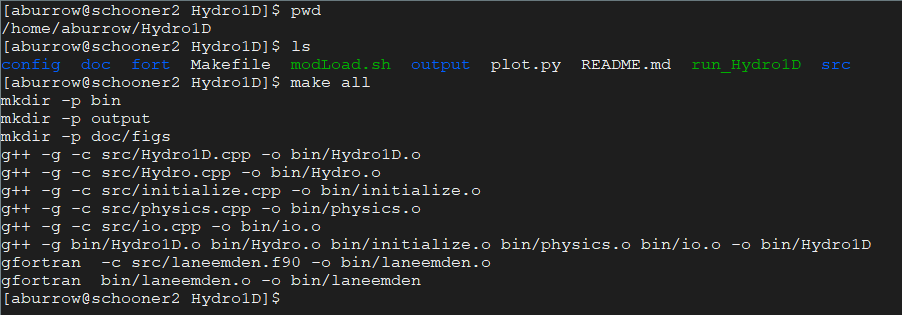 [aburrow@schooner2 Hydro1D]$ pwd
/home/aburrow/Hydro1D
[aburrow@schooner2 Hydro1D]$ ls
config  doc  fort  Makefile  modLoad.sh  output  plot.py  README.md  run_Hydro1D  src
[aburrow@schooner2 Hydro1D]$ make all
mkdir -p bin
mkdir -p output
mkdir -p doc/figs
g++ -g -c src/Hydro1D.cpp -o bin/Hydro1D.o
g++ -g -c src/Hydro.cpp -o bin/Hydro.o
g++ -g -c src/initialize.cpp -o bin/initialize.o
g++ -g -c src/physics.cpp -o bin/physics.o
g++ -g -c src/io.cpp -o bin/io.o
g++ -g bin/Hydro1D.o bin/Hydro.o bin/initialize.o bin/physics.o bin/io.o -o bin/Hydro1D
gfortran  -c src/laneemden.f90 -o bin/laneemden.o
gfortran  bin/laneemden.o -o bin/laneemden
[aburrow@schooner2 Hydro1D]$